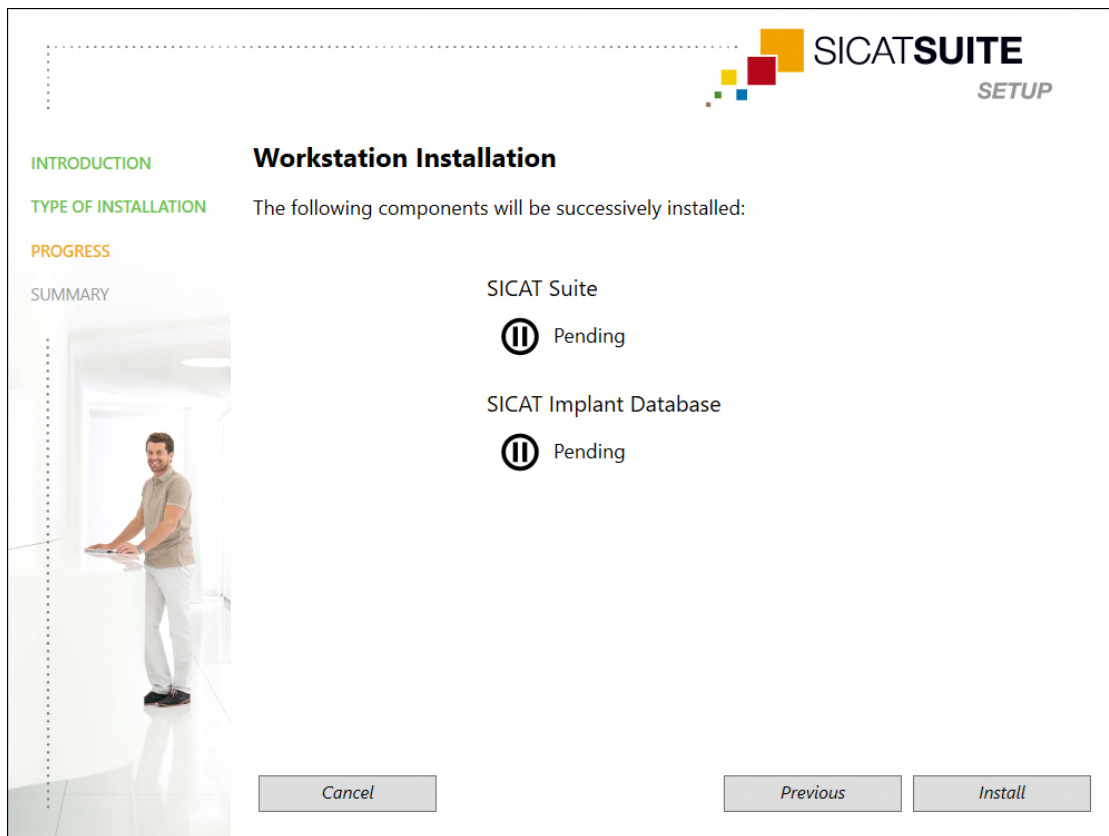 SICATSUITE
SETUP
INTRODUCTION
TYPE OF INSTALLATION
PROGRESS
SUMMARY
Workstation Installation
The following components will be successively installed:
SICAT Suite
Pending
SICAT Implant Database
Pending
Cancel
Previous
Install